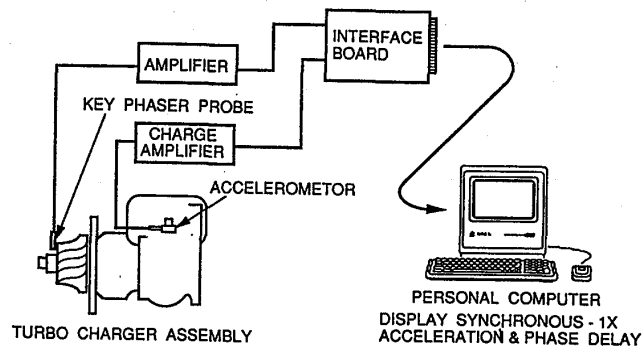 INTERFACE
BOARD
AMPLIFIER
KEY PHASER PROBE
CHARGE
AMPLIFIER
ACCELEROMETOR
PERSONAL COMPUTER
DISPLAY SYNCHRONOUS - 1X
ACCELERATION & PHASE DELAY
TURBO CHARGER ASSEMBLY